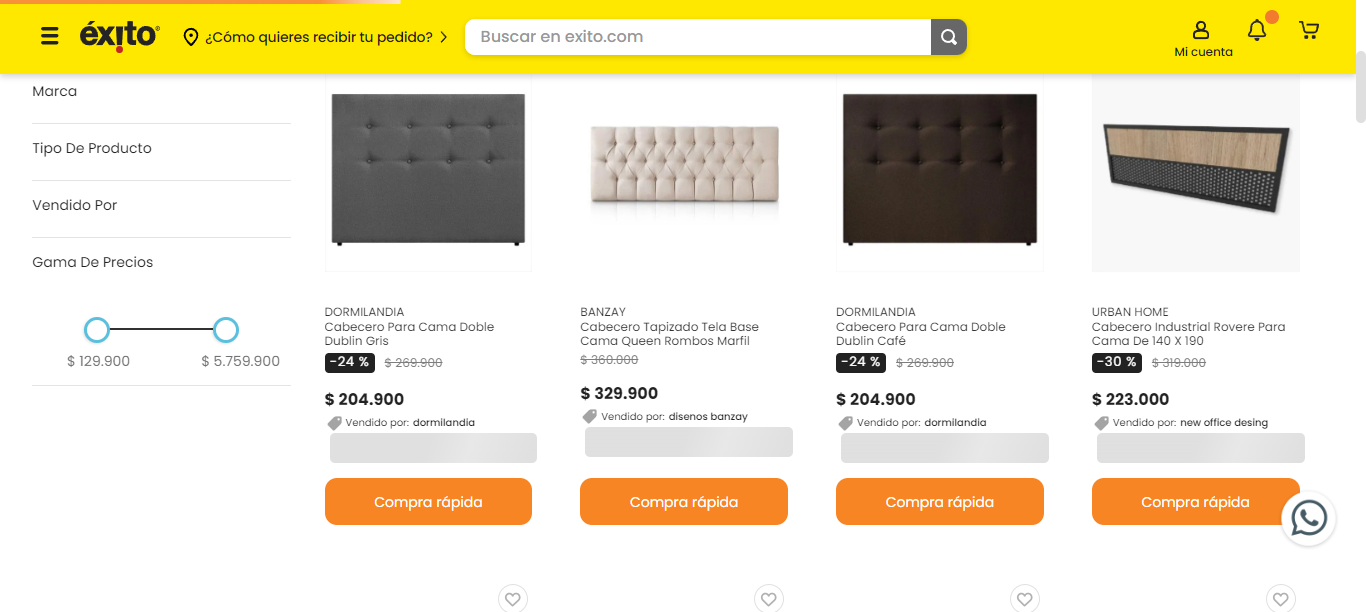 éxito
¿Cómo quieres recibir tu pedido?
Buscar en exito.com
Mi cuenta
Marca
Tipo De Producto
Vendido Por
Gama De Precios
$ 129.900
$ 5.759.900
DORMILANDIA
Cabecero Para Cama Doble
Dublin Gris
-24 % $ 269.900
$ 204.900
Vendido por: dormilandia
Compra rápida
BANZAY
Cabecero Tapizado Tela Base
Cama Queen Rombos Marfil
$ 360.000
$ 329.900
Vendido por: disenos banzay
Compra rápida
DORMILANDIA
Cabecero Para Cama Doble
Dublin Café
-24 % $ 269.900
$ 204.900
Vendido por: dormilandia
Compra rápida
URBAN HOME
Cabecero Industrial Rovere Para
Cama De 140 X 190
-30 % $ 319.000
$ 223.000
Vendido por: new office desing
Compra rápida